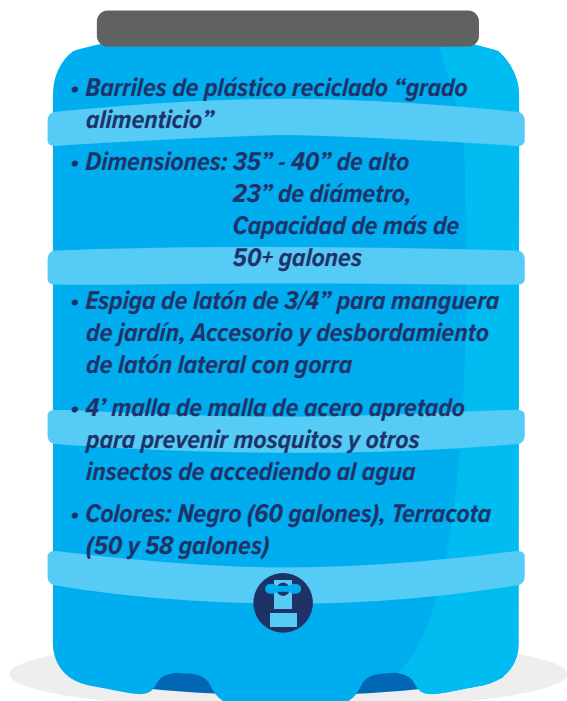 • Barriles de plástico reciclado “grado
alimenticio”
• Dimensiones: 35” - 40” de alto
23” de diámetro,
Capacidad de más de
50+ galones
• Espiga de latón de 3/4” para manguera
de jardín, Accesorio y desbordamiento
de latón lateral con gorra
• 4’ malla de malla de acero apretado
para prevenir mosquitos y otros
insectos de accediendo al agua
• Colores: Negro (60 galones), Terracota
(50 y 58 galones)